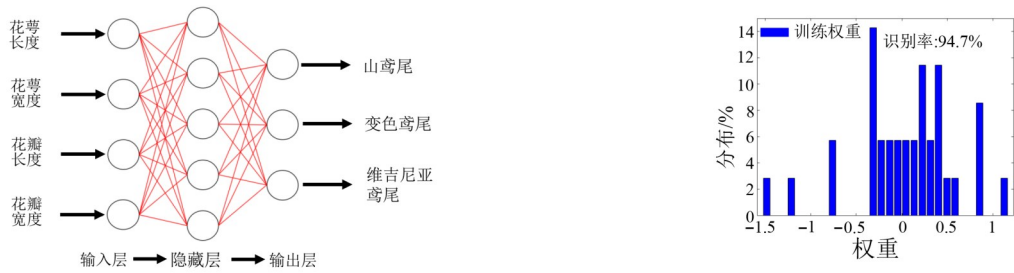 花萼
长度
花萼
宽度
花瓣
长度
花瓣
宽度
山鸢尾
变色鸢尾
维吉尼亚
鸢尾
输入层
隐藏层
输出层
训练权重
识别率:94.7%
分布/%
14
12
10
8
6
4
2
0
-1.5
-1
-0.5
0
0.5
1
权重